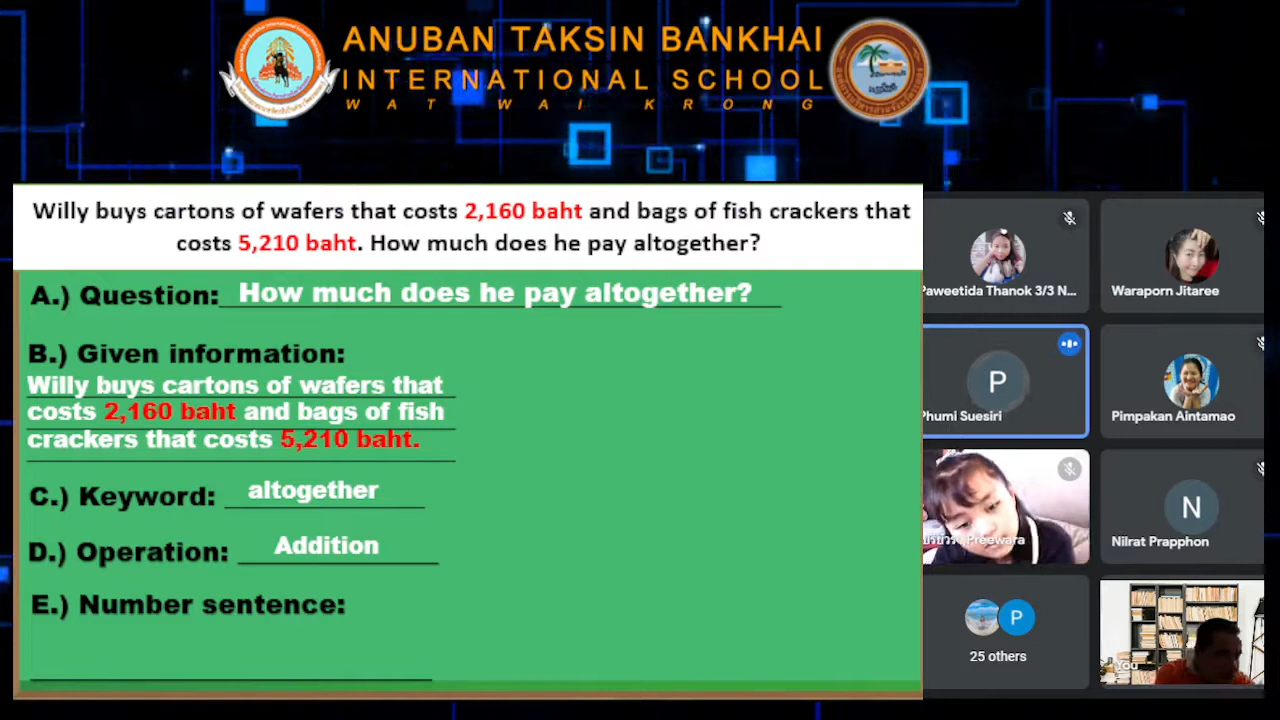 ANUBAN TAKSIN BANKHAI
INTERNATIONAL SCHOOL
WAT WAI KRONG
Willy buys cartons of wafers that costs 2,160 baht and bags of fish crackers that
costs 5,210 baht. How much does he pay altogether?
A.) Question: How much does he pay altogether?
B.) Given information:
Willy buys cartons of wafers that
costs 2,160 baht and bags of fish
crackers that costs 5,210 baht.
C.) Keyword: altogether
D.) Operation: Addition
E.) Number sentence:
Paweetida Thanok 3/3 N...
Waraporn Jitaree
P
Phumi Suesiri
Pimpakan Aintamao
Preewara
N
Nilrat Prapphon
P
25 others
You